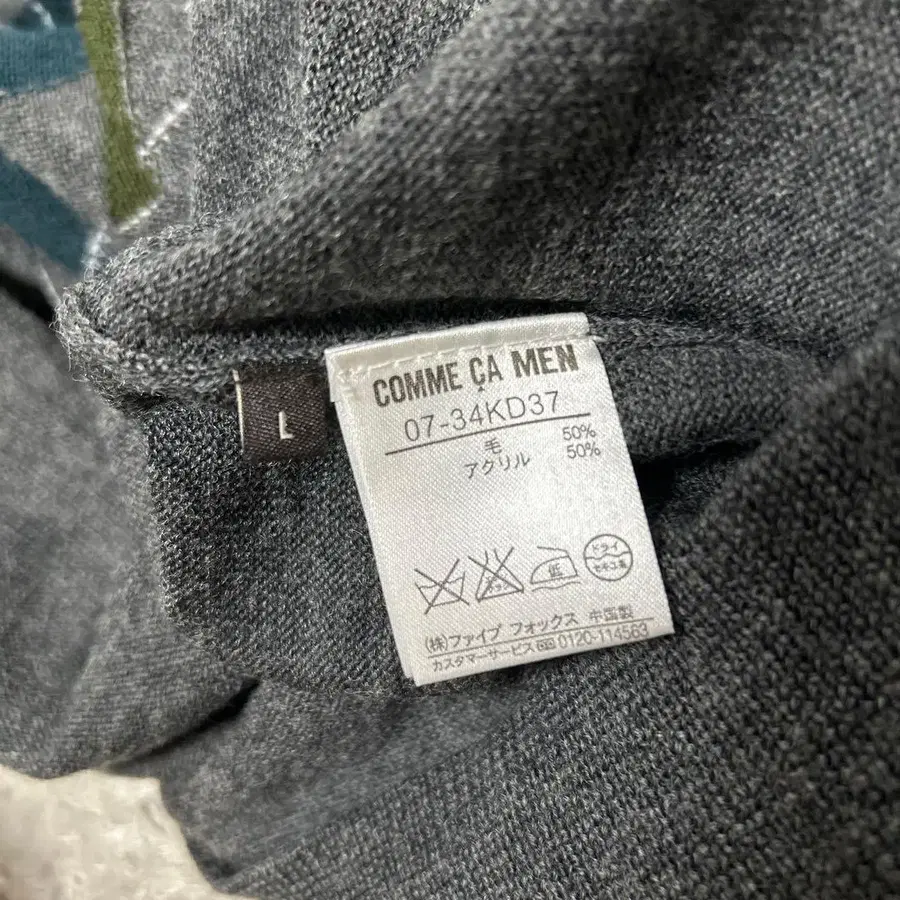 L
COMME ÇA MEN
07-34KD37
毛 50%
アクリル 50%
低
ドライ
セキユ系
(株)ファイブ フォックス 中国製
カスタマーサービス 0120-114563